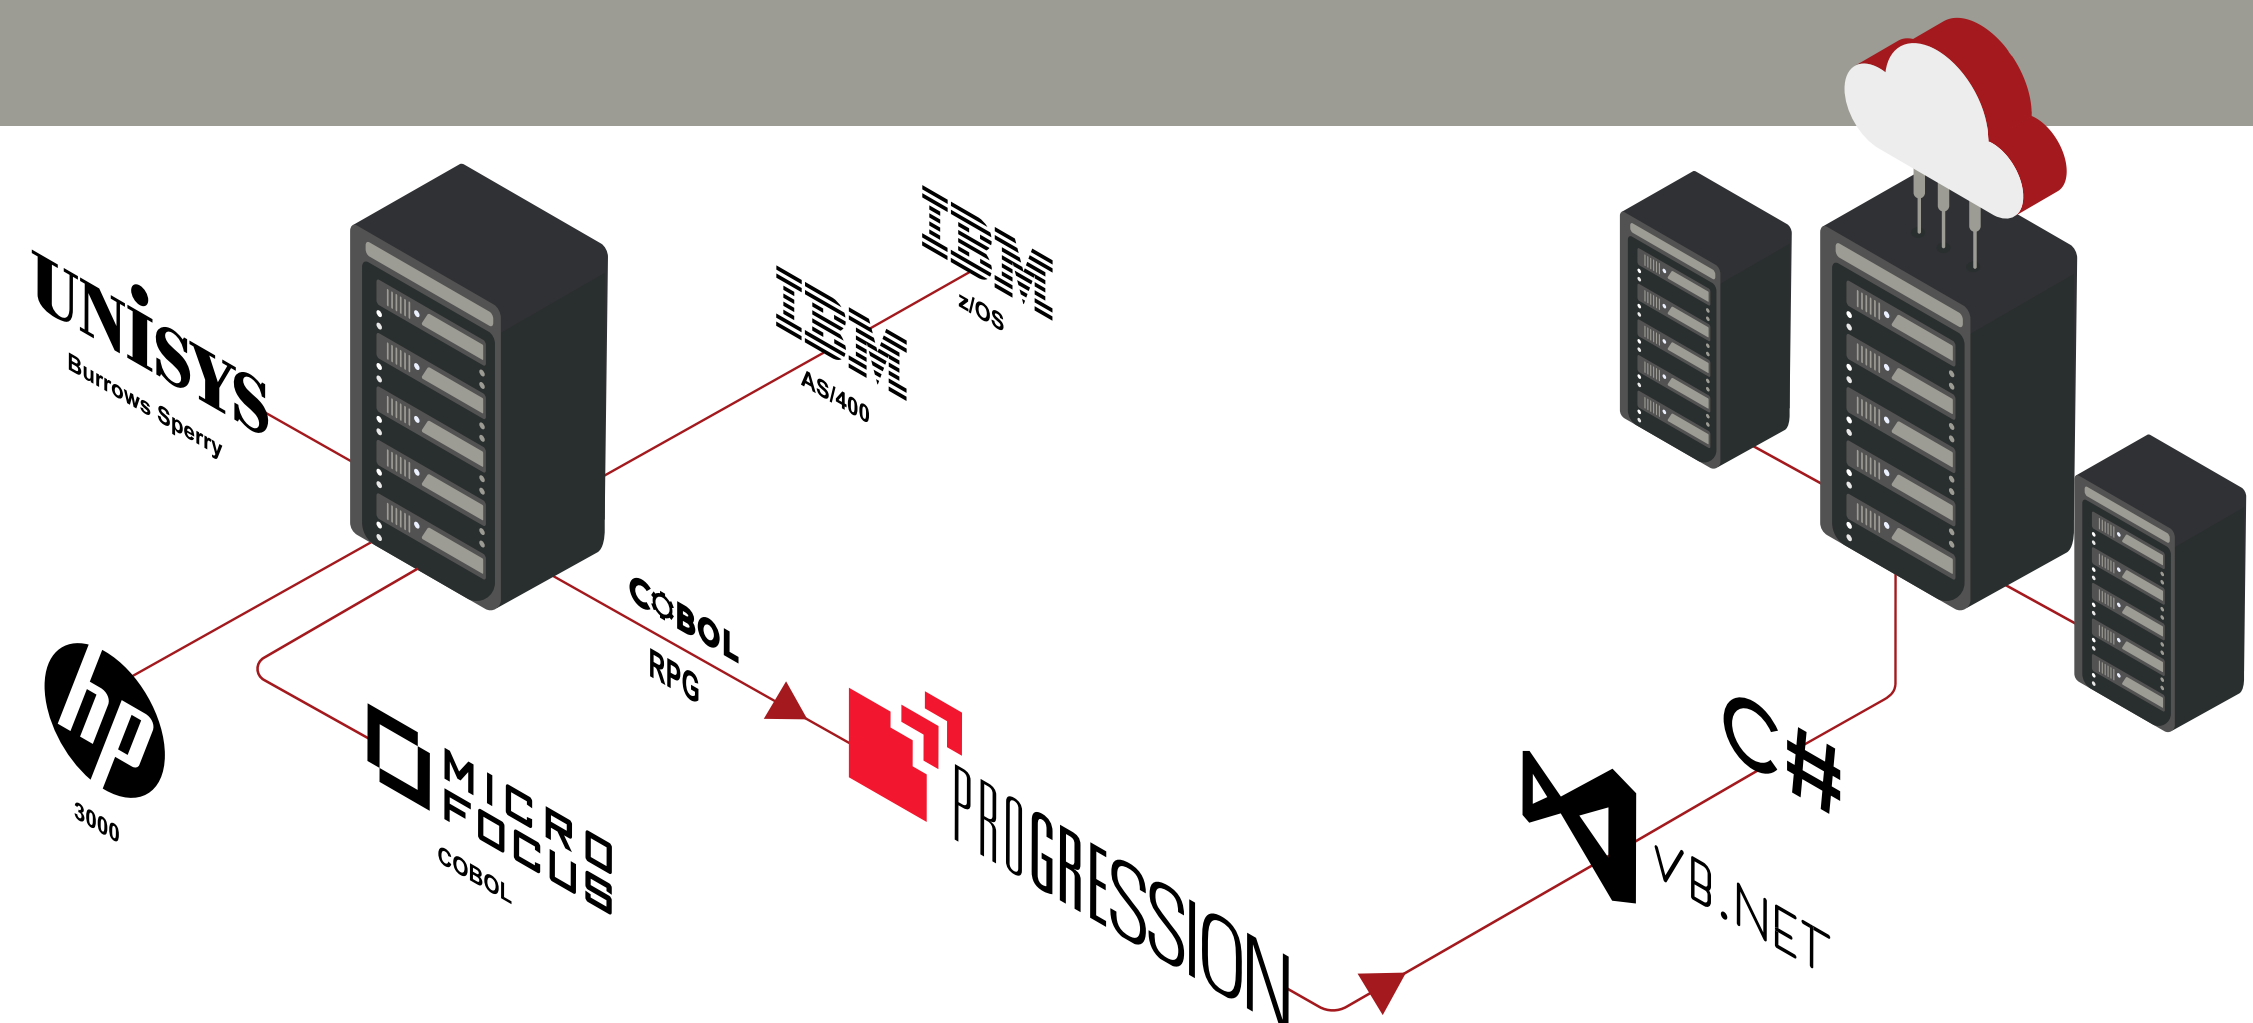 UNiSYS
Burrows Sperry
IBM
z/OS
IBM
AS/400
hp
3000
MICRO
FOCUS
COBOL
COBOL
RPG
PROGRESSION
VB.NET
C#